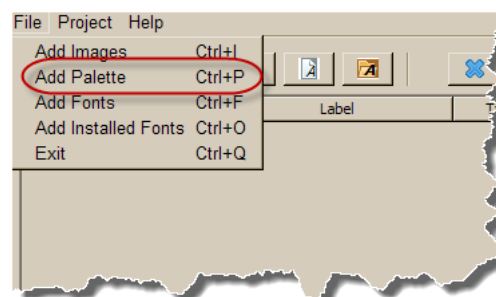 File Project Help
Add Images Ctrl+I
Add Palette Ctrl+P
Add Fonts Ctrl+F
Add Installed Fonts Ctrl+O
Exit Ctrl+Q
Label